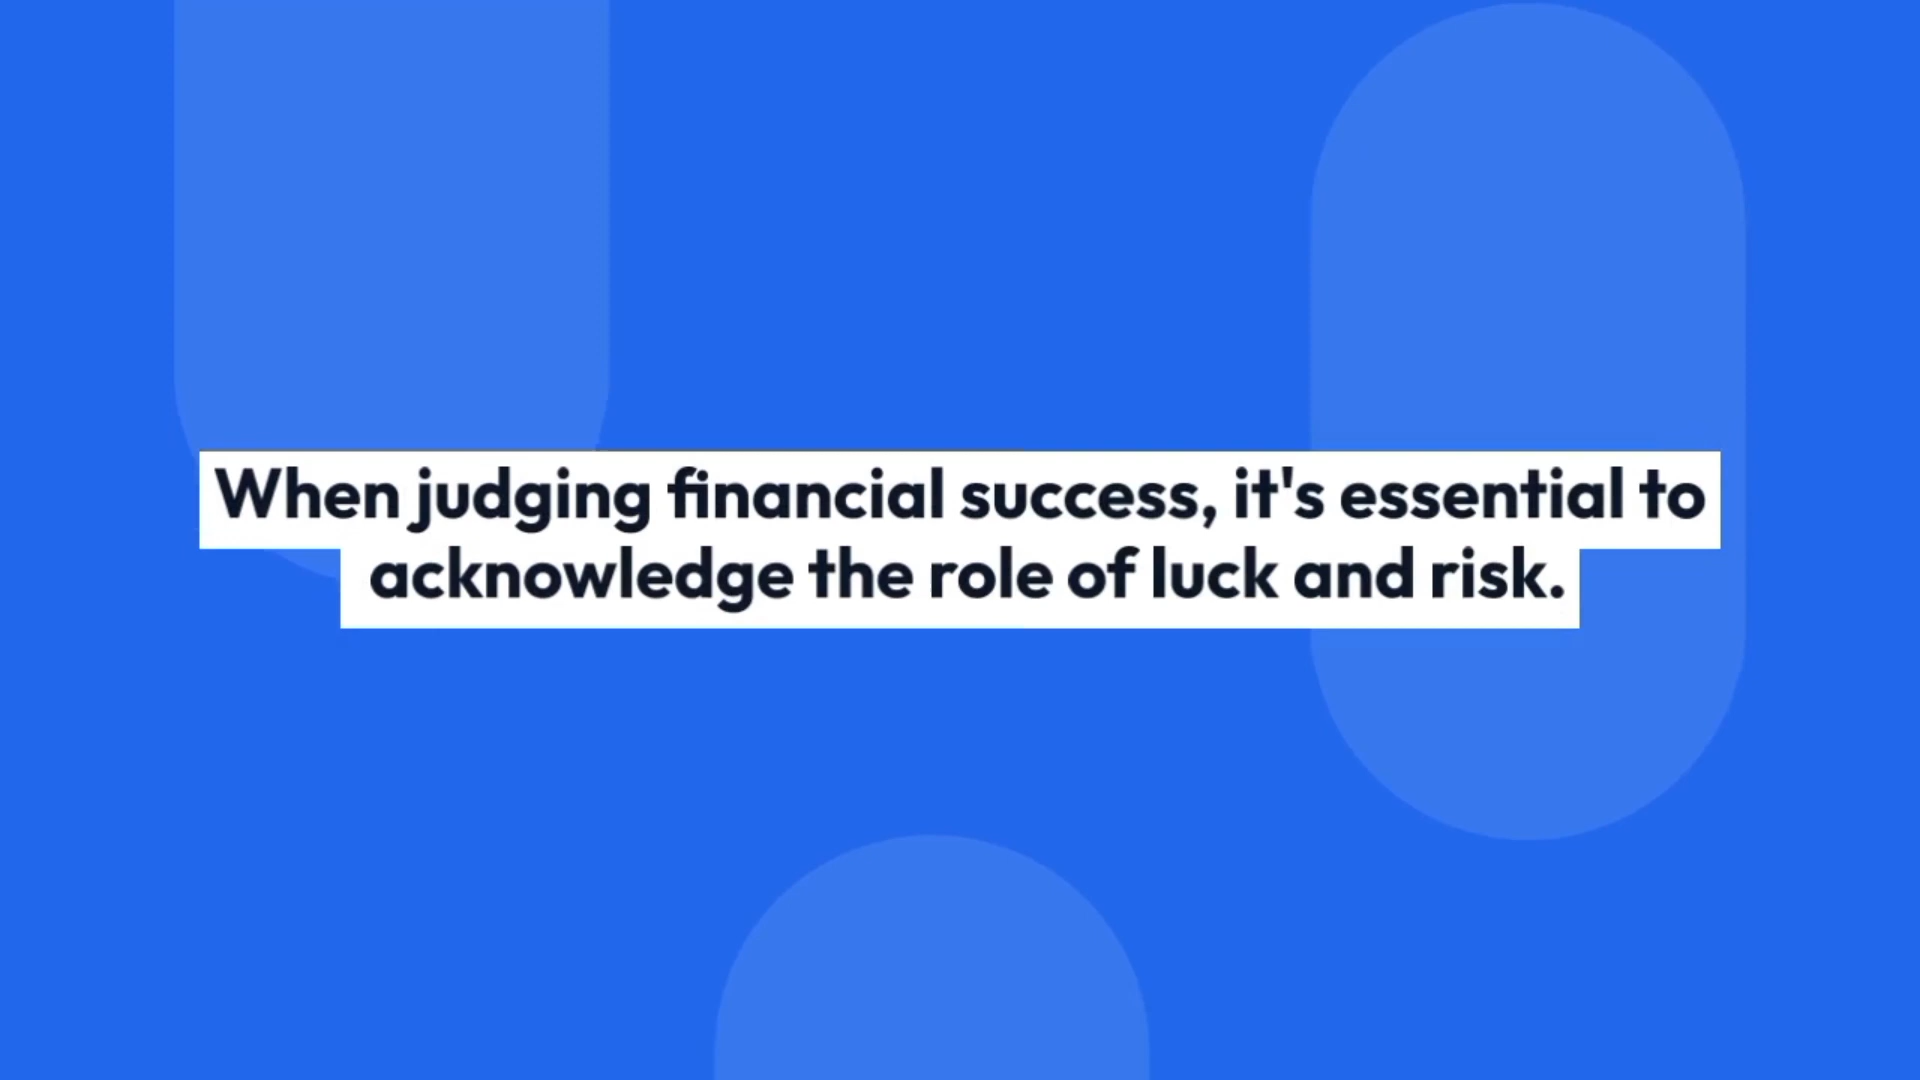 When judging financial success, it's essential to
acknowledge the role of luck and risk.